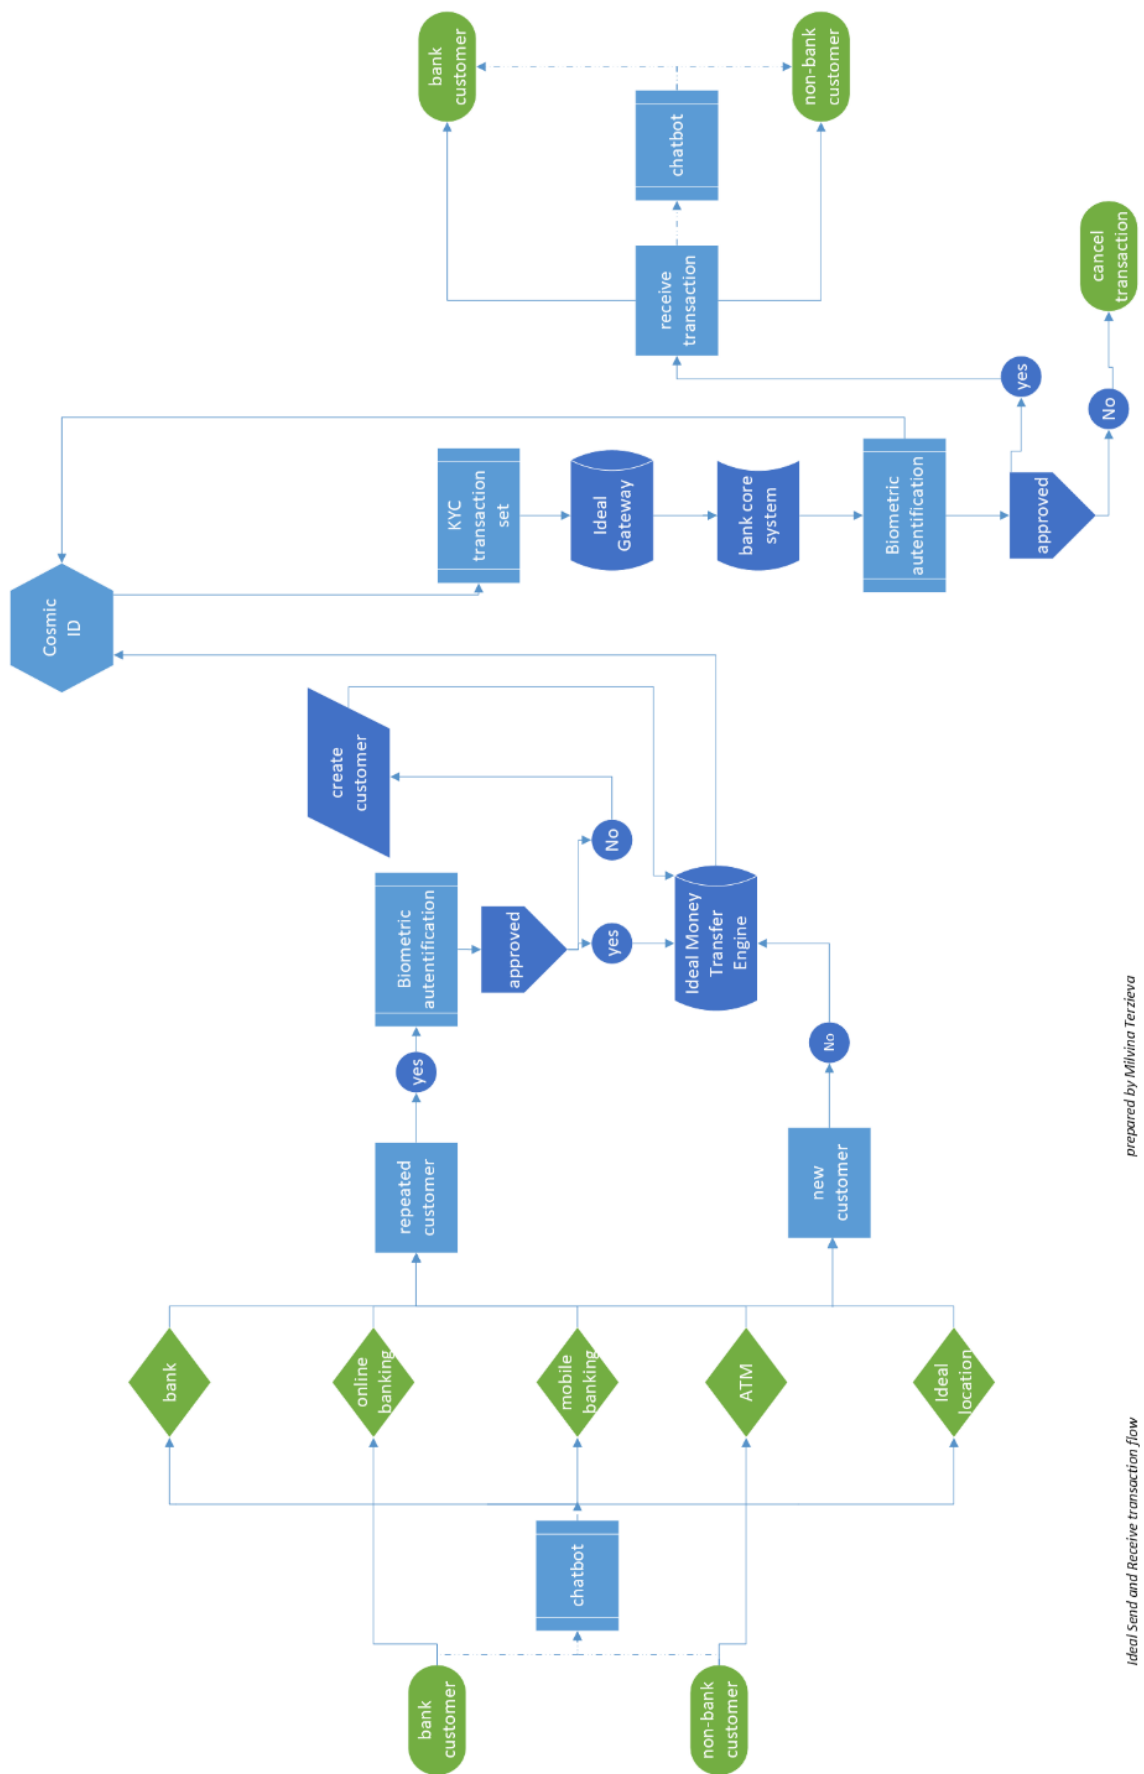 bank
customer
non-bank
customer
chatbot
bank
online
banking
mobile
banking
ATM
Ideal
location
repeated
customer
new
customer
yes
No
Biometric
autentification
approved
yes
No
create
customer
Ideal Money
Transfer
Engine
Cosmic
ID
KYC
transaction
set
Ideal
Gateway
bank core
system
Biometric
autentification
approved
yes
No
cancel
transaction
receive
transaction
chatbot
bank
customer
non-bank
customer
Ideal Send and Receive transaction flow
prepared by Milvina Terzieva